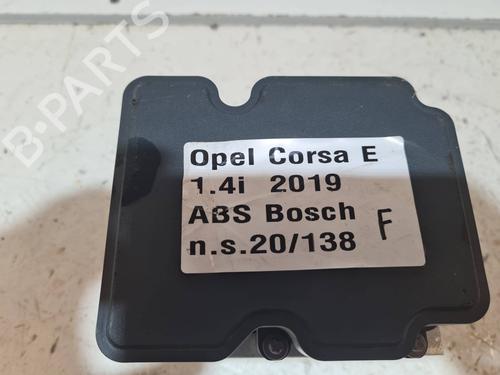 B-PARTS
Opel Corsa E
1.4i 2019
ABS Bosch
n.s.20/138
F